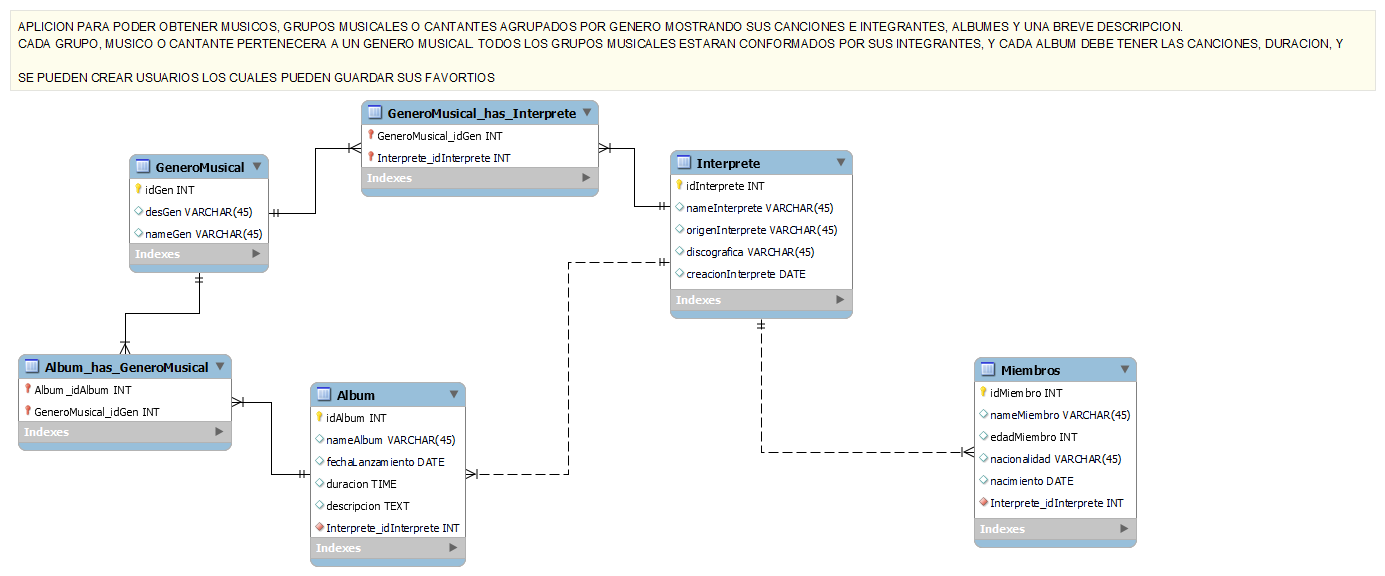 APLICION PARA PODER OBTENER MUSICOS, GRUPOS MUSICALES O CANTANTES AGRUPADOS POR GENERO MOSTRANDO SUS CANCIONES E INTEGRANTES, ALBUMES Y UNA BREVE DESCRIPCION.
CADA GRUPO, MUSICO O CANTANTE PERTENECERA A UN GENERO MUSICAL. TODOS LOS GRUPOS MUSICALES ESTARAN CONFORMADOS POR SUS INTEGRANTES, Y CADA ALBUM DEBE TENER LAS CANCIONES, DURACION, Y
SE PUEDEN CREAR USUARIOS LOS CUALES PUEDEN GUARDAR SUS FAVORTIOS
GeneroMusical_has_Interprete
GeneroMusical_idGen INT
Interprete_idInterprete INT
Indexes
GeneroMusical
idGen INT
desGen VARCHAR(45)
nameGen VARCHAR(45)
Indexes
Interprete
idInterprete INT
nameInterprete VARCHAR(45)
origenInterprete VARCHAR(45)
discografica VARCHAR(45)
creacionInterprete DATE
Indexes
Album_has_GeneroMusical
Album_idAlbum INT
GeneroMusical_idGen INT
Indexes
Album
idAlbum INT
nameAlbum VARCHAR(45)
fechaLanzamiento DATE
duracion TIME
descripcion TEXT
Interprete_idInterprete INT
Indexes
Miembros
idMiembro INT
nameMiembro VARCHAR(45)
edadMiembro INT
nacionalidad VARCHAR(45)
nacimiento DATE
Interprete_idInterprete INT
Indexes